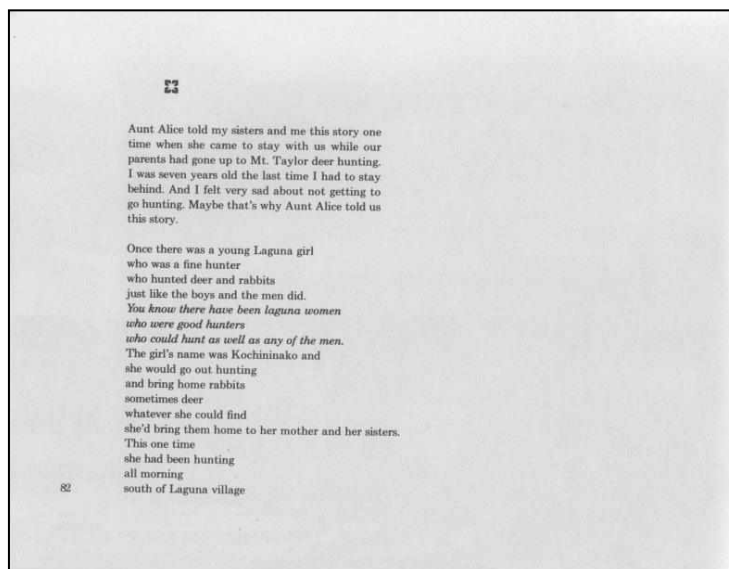 Aunt Alice told my sisters and me this story one
time when she came to stay with us while our
parents had gone up to Mt. Taylor deer hunting.
I was seven years old the last time I had to stay
behind. And I felt very sad about not getting to
go hunting. Maybe that's why Aunt Alice told us
this story.
Once there was a young Laguna girl
who was a fine hunter
who hunted deer and rabbits
just like the boys and the men did.
You know there have been laguna women
who were good hunters
who could hunt as well as any of the men.
The girl's name was Kochininako and
she would go out hunting
and bring home rabbits
sometimes deer
whatever she could find
she'd bring them home to her mother and her sisters.
This one time
she had been hunting
all morning
82 south of Laguna village